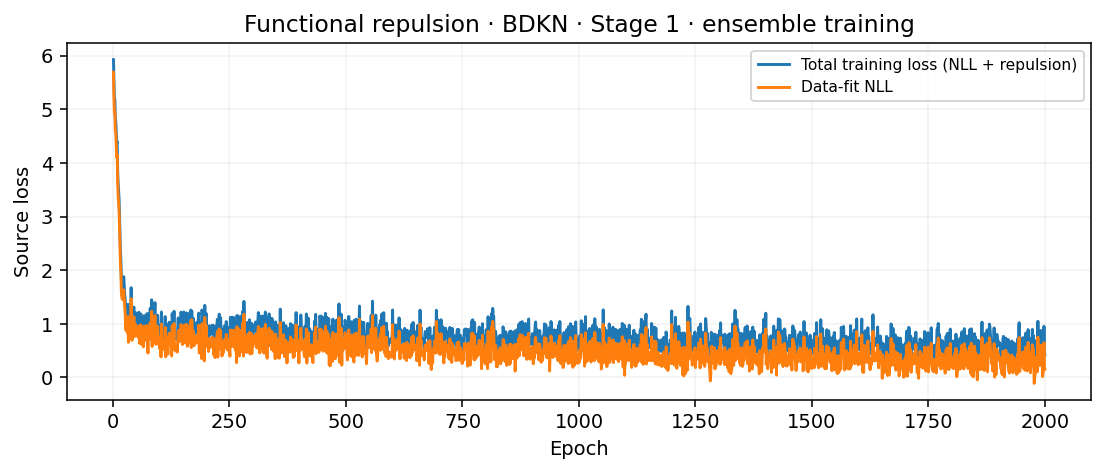 Functional repulsion · BDKN · Stage 1 · ensemble training
Total training loss (NLL + repulsion)
Data-fit NLL
Source loss
6
5
4
3
2
1
0
0 250 500 750 1000 1250 1500 1750 2000
Epoch